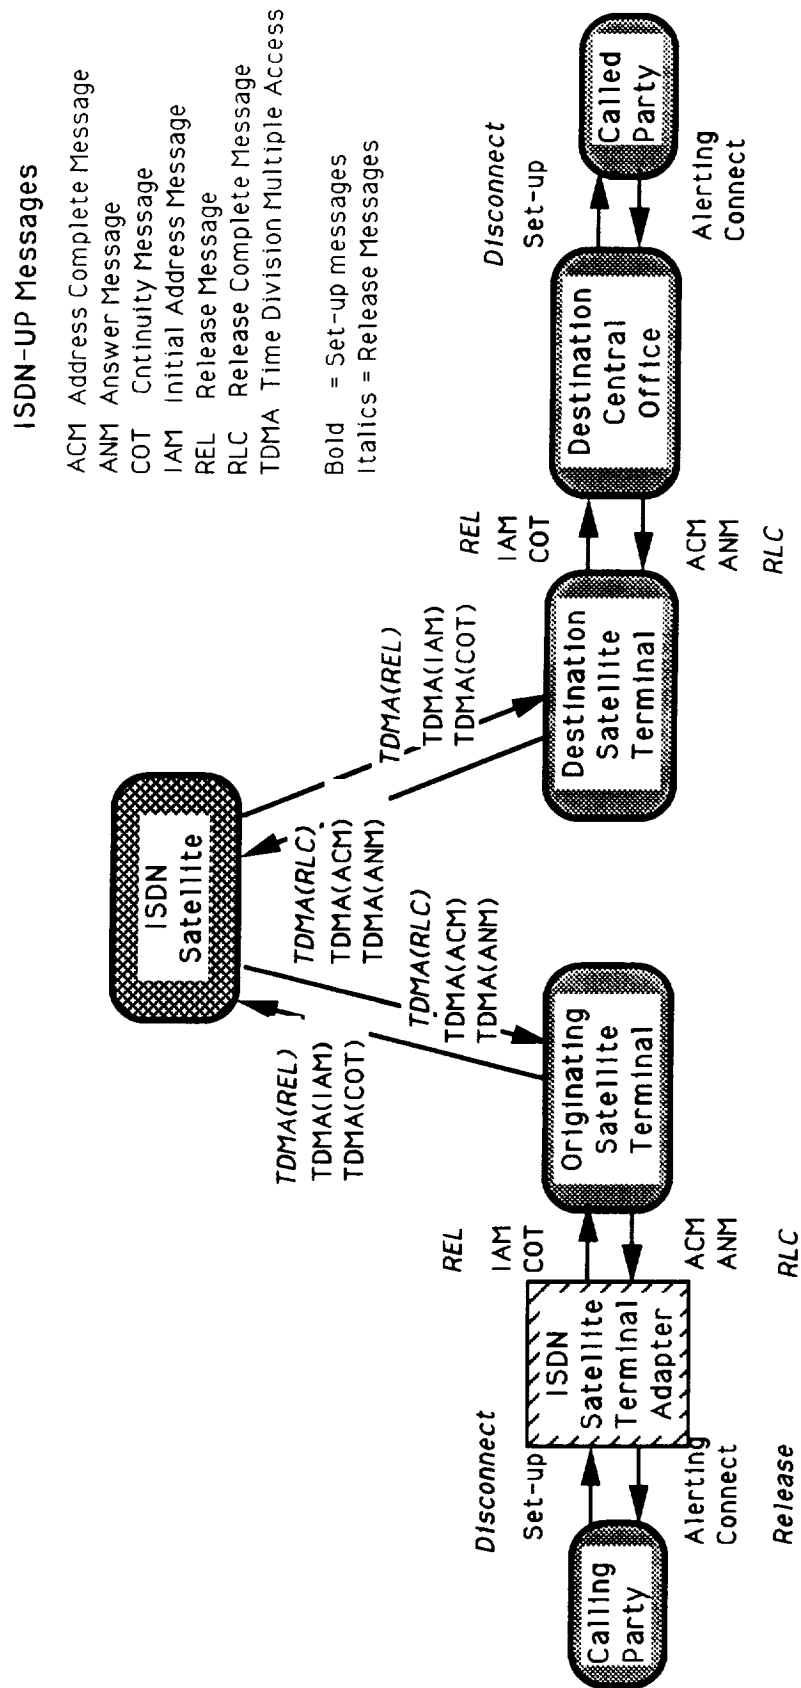 ISDN-UP Messages
ACM Address Complete Message
ANM Answer Message
COT Cntinuity Message
IAM Initial Address Message
REL Release Message
RLC Release Complete Message
TDMA Time Division Multiple Access
Bold = Set-up messages
Italics = Release Messages
ISDN
Satellite
TDMA(REL)
TDMA(IAM)
TDMA(COT)
TDMA(RLC)
TDMA(ACM)
TDMA(ANM)
TDMA(RLC)
TDMA(ACM)
TDMA(ANM)
TDMA(REL)
TDMA(IAM)
TDMA(COT)
Disconnect
Set-up
Calling
Party
Alerting
Connect
Release
ISDN
Satellite
Terminal
Adapter
REL
IAM
COT
ACM
ANM
RLC
Originating
Satellite
Terminal
Destination
Satellite
Terminal
REL
IAM
COT
ACM
ANM
RLC
Destination
Central
Office
Disconnect
Set-up
Alerting
Connect
Called
Party